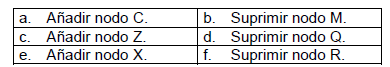 a. Añadir nodo C. b. Suprimir nodo M.
c. Añadir nodo Z. d. Suprimir nodo Q.
e. Añadir nodo X. f. Suprimir nodo R.